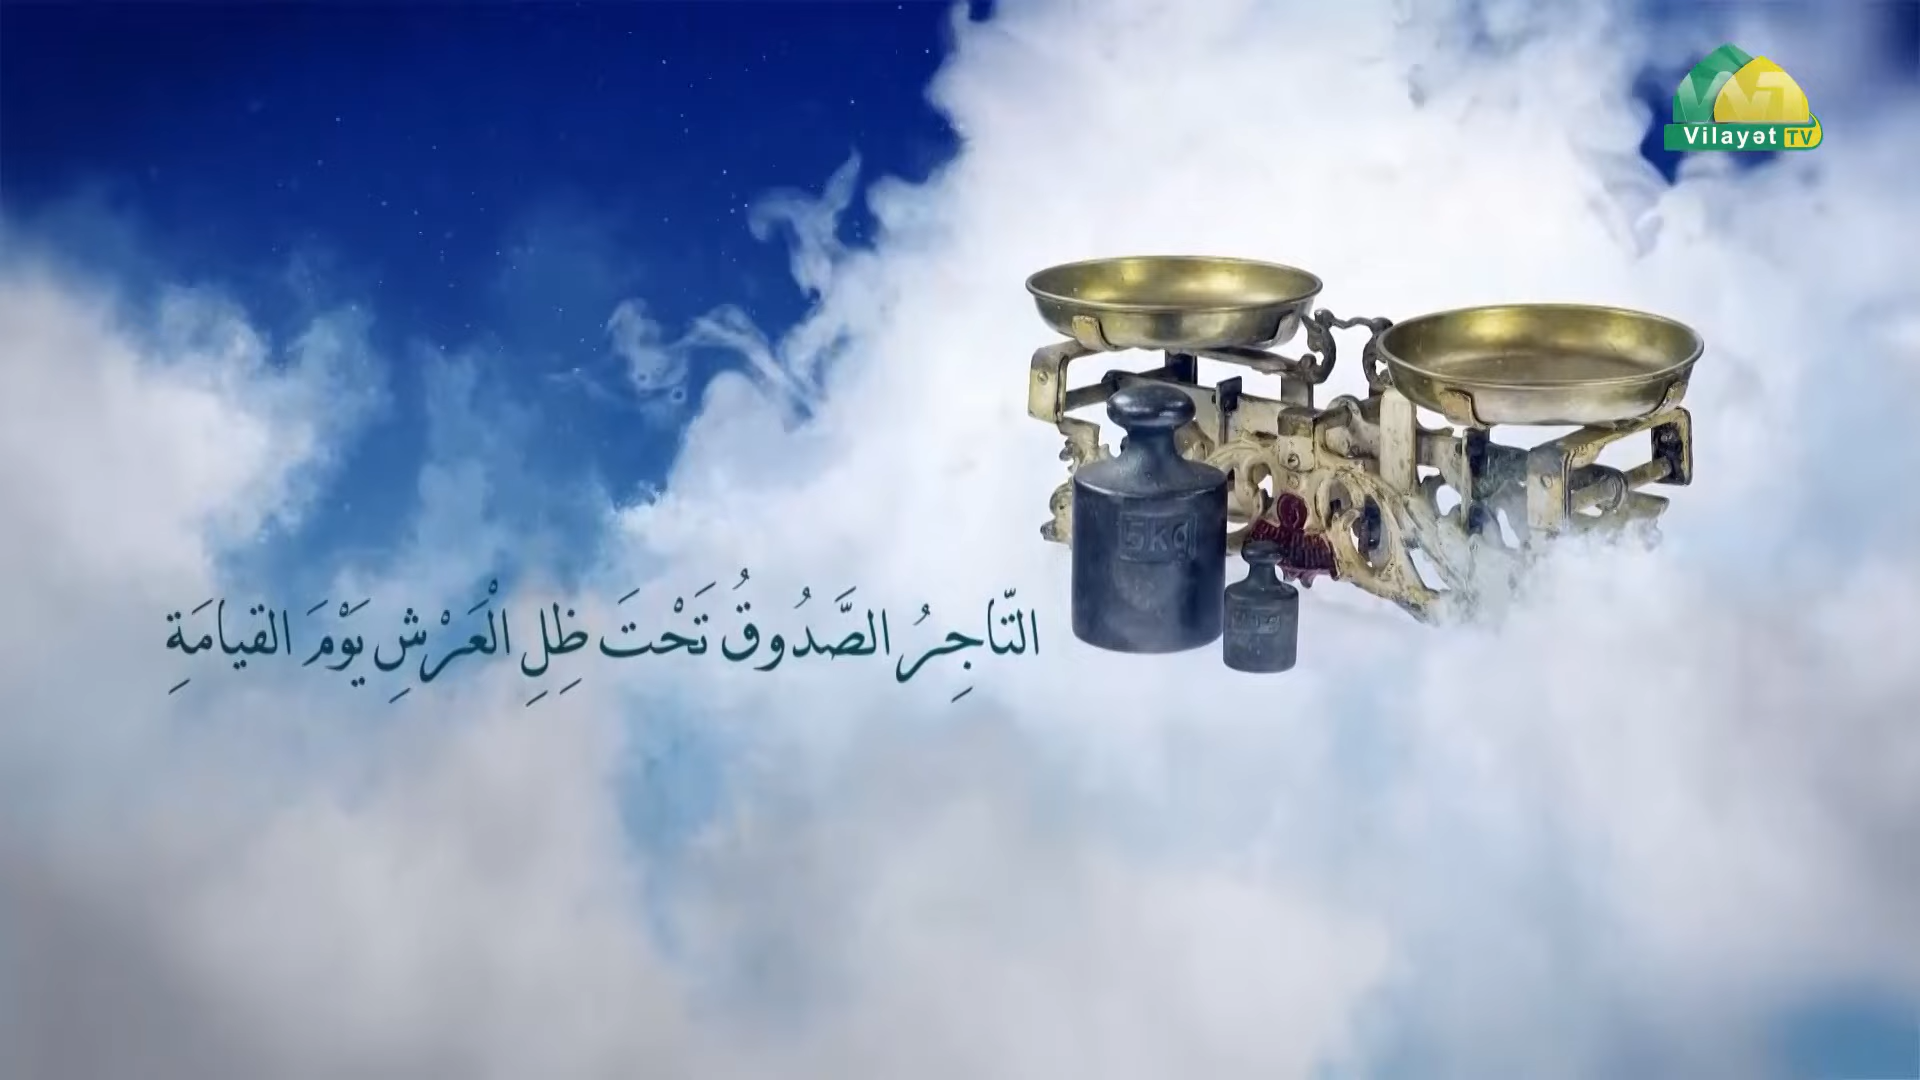 Vilayət TV
5kg
التّاجِرُ الصَّدُوقُ تَحْتَ ظِلِ الْعَرْشِ يَوْمَ القيامَةِ